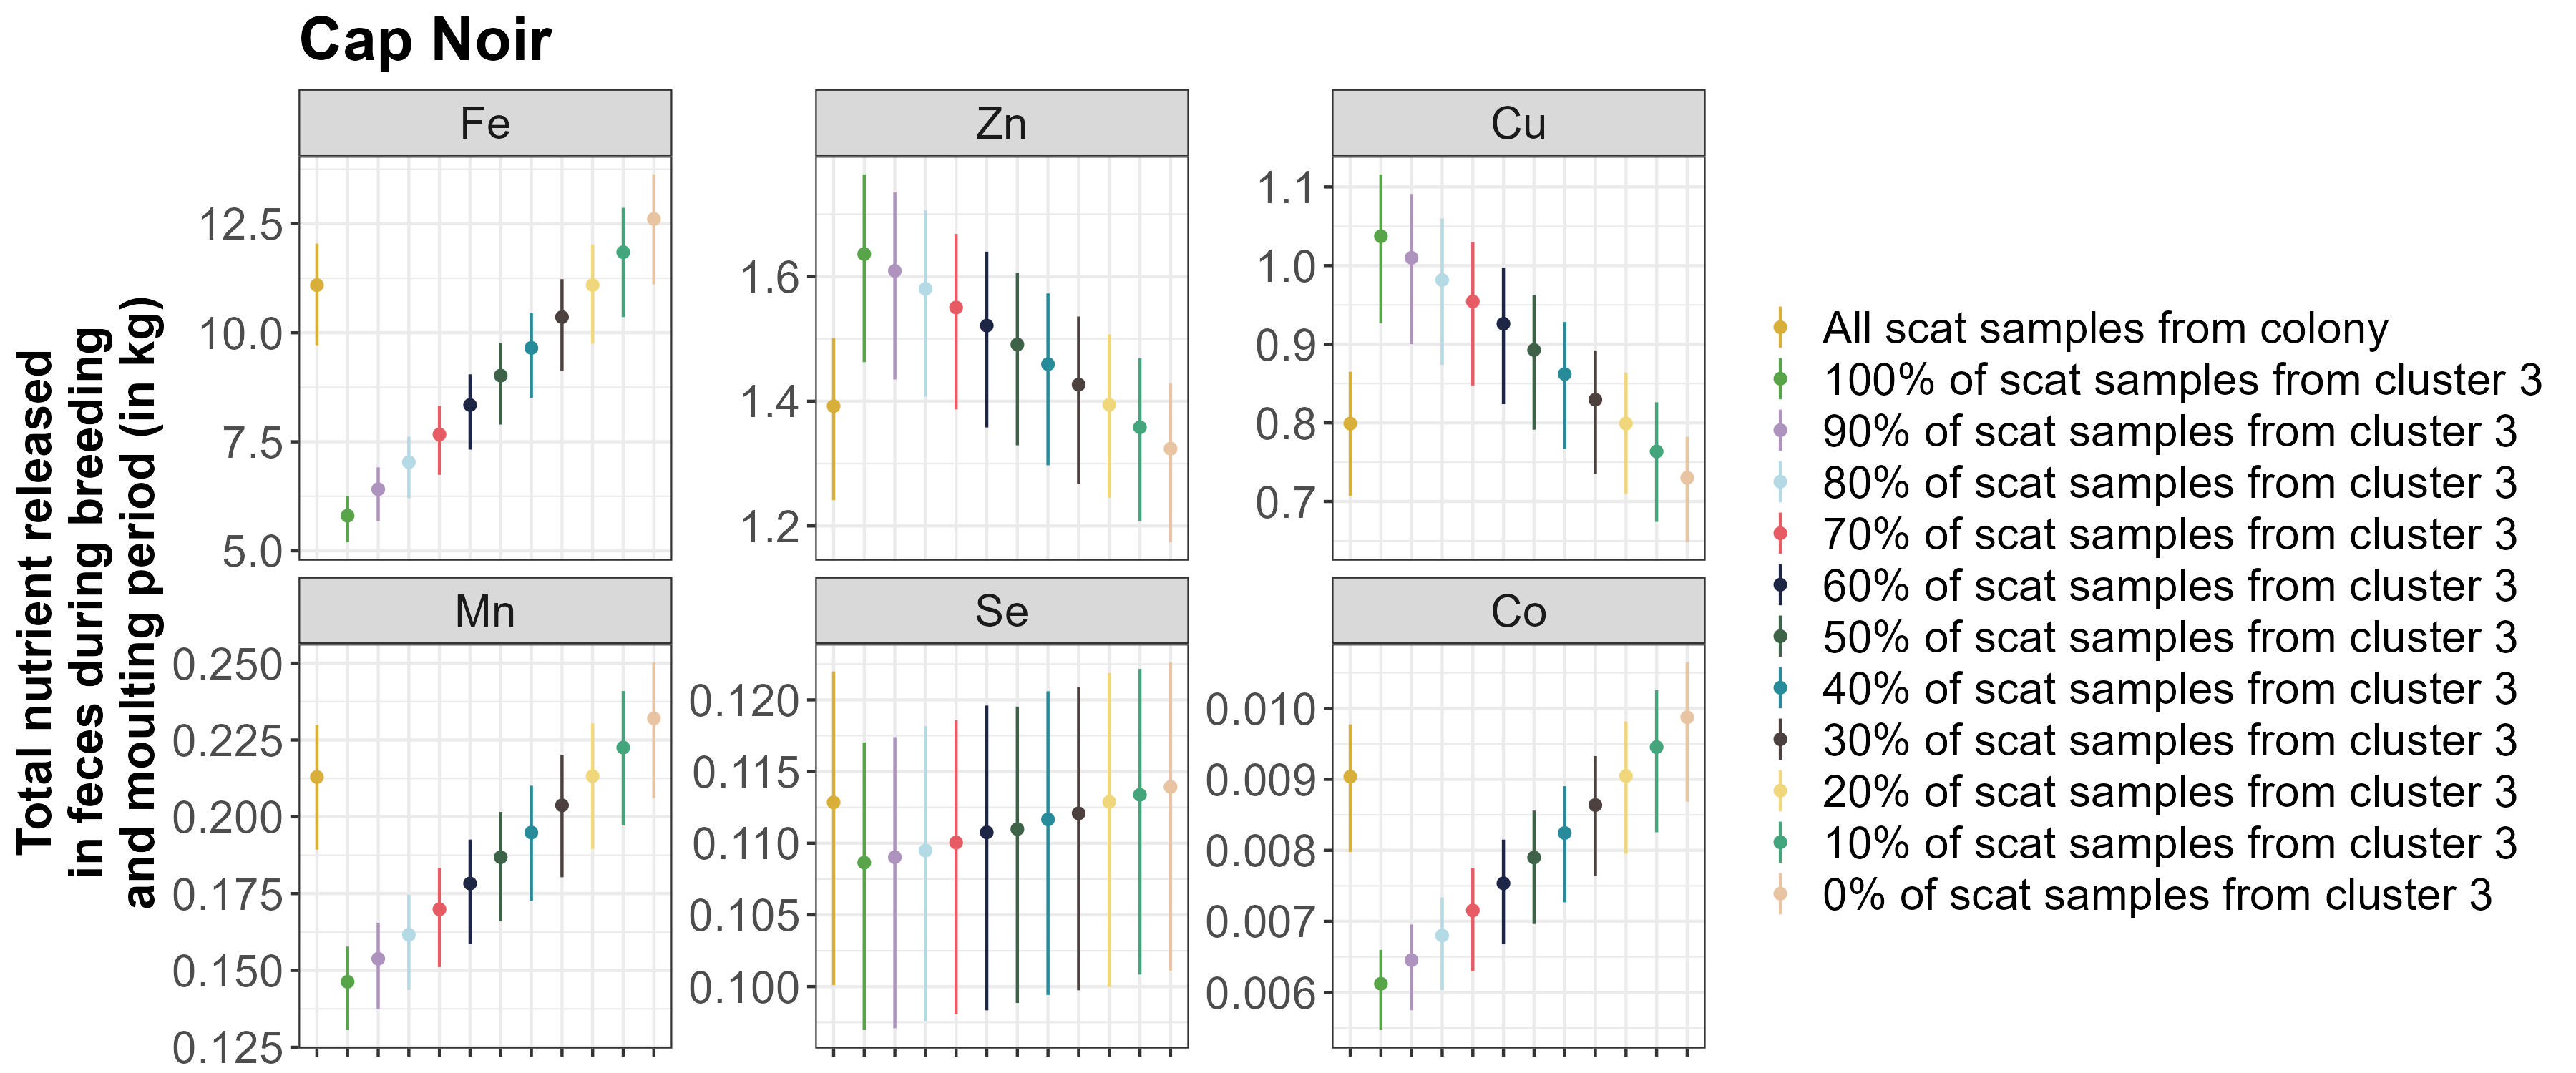 Cap Noir
Total nutrient released
in feces during breeding
and moulting period (in kg)
Fe
12.5
10.0
7.5
5.0
Zn
1.6
1.4
1.2
Cu
1.1
1.0
0.9
0.8
0.7
Mn
0.250
0.225
0.200
0.175
0.150
0.125
Se
0.120
0.115
0.110
0.105
0.100
Co
0.010
0.009
0.008
0.007
0.006
All scat samples from colony
100% of scat samples from cluster 3
90% of scat samples from cluster 3
80% of scat samples from cluster 3
70% of scat samples from cluster 3
60% of scat samples from cluster 3
50% of scat samples from cluster 3
40% of scat samples from cluster 3
30% of scat samples from cluster 3
20% of scat samples from cluster 3
10% of scat samples from cluster 3
0% of scat samples from cluster 3